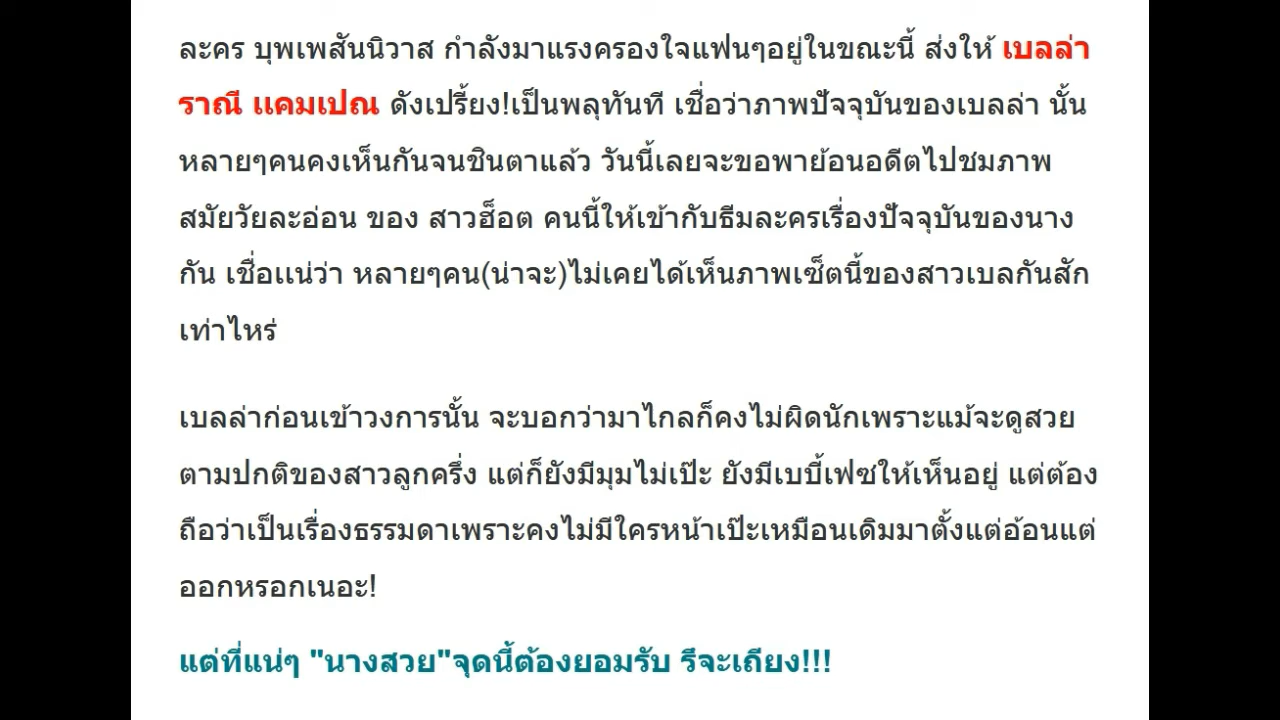 ละคร บุพเพสันนิวาส กำลังมาแรงครองใจแฟนๆอยู่ในขณะนี้ ส่งให้ เบลล่า
ราณี แคมเปณ ดังเปรี้ยง!เป็นพลุทันที เชื่อว่าภาพปัจจุบันของเบลล่า นั้น
หลายๆคนคงเห็นกันจนชินตาแล้ว วันนี้เลยจะขอพาย้อนอดีตไปชมภาพ
สมัยวัยละอ่อน ของ สาวฮ็อต คนนี้ให้เข้ากับธีมละครเรื่องปัจจุบันของนาง
กัน เชื่อแน่ว่า หลายๆคน(น่าจะ)ไม่เคยได้เห็นภาพเซ็ตนี้ของสาวเบลกันสัก
เท่าไหร่
เบลล่าก่อนเข้าวงการนั้น จะบอกว่ามาไกลก็คงไม่ผิดนักเพราะแม้จะดูสวย
ตามปกติของสาวลูกครึ่ง แต่ก็ยังมีมุมไม่เป๊ะ ยังมีเบบี้เฟซให้เห็นอยู่ แต่ต้อง
ถือว่าเป็นเรื่องธรรมดาเพราะคงไม่มีใครหน้าเป๊ะเหมือนเดิมมาตั้งแต่อ้อนแต่
ออกหรอกเนอะ!
แต่ที่แน่ๆ "นางสวย"จุดนี้ต้องยอมรับ รึจะเถียง!!!